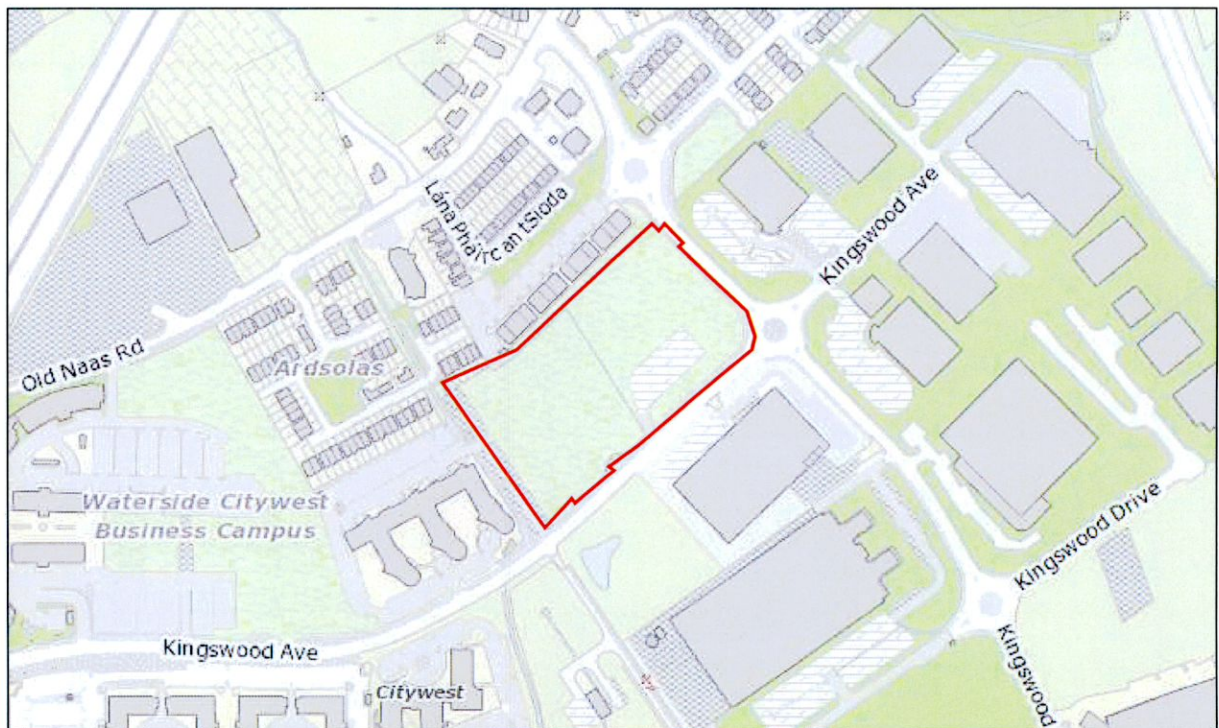 Lána Pháirc an tSíoda
Kingswood Ave
Old Naas Rd
Ardsolas
Waterside Citywest
Business Campus
Kingswood Drive
Kingswood Ave
Kingswood
Citywest